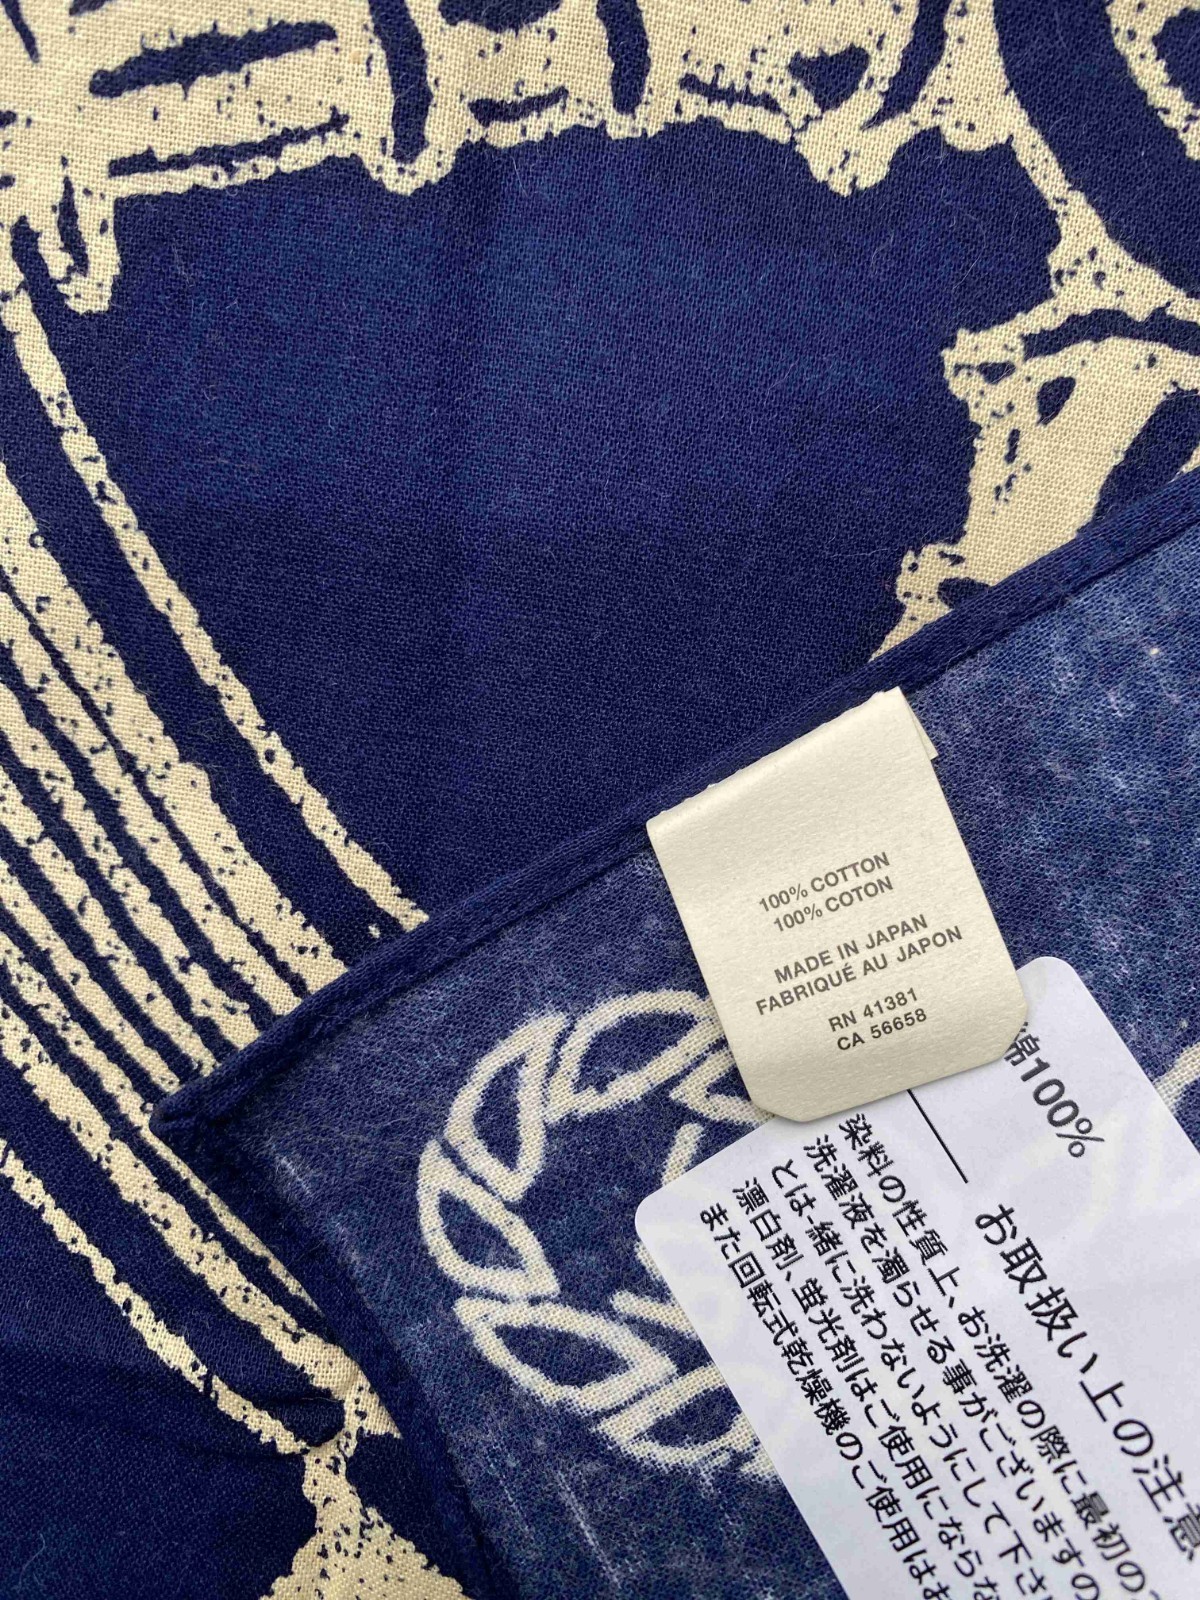 100% COTTON
100% COTON
MADE IN JAPAN
FABRIQUÉ AU JAPON
RN 41381
CA 56658
綿100%
お取扱い上の注意
染料の性質上、お洗濯の際に最初の
洗濯液を濁らせる事がございますの
とは一緒に洗わないようにして下さ
漂白剤、蛍光剤はご使用にならな
また回転式乾燥機のご使用はお